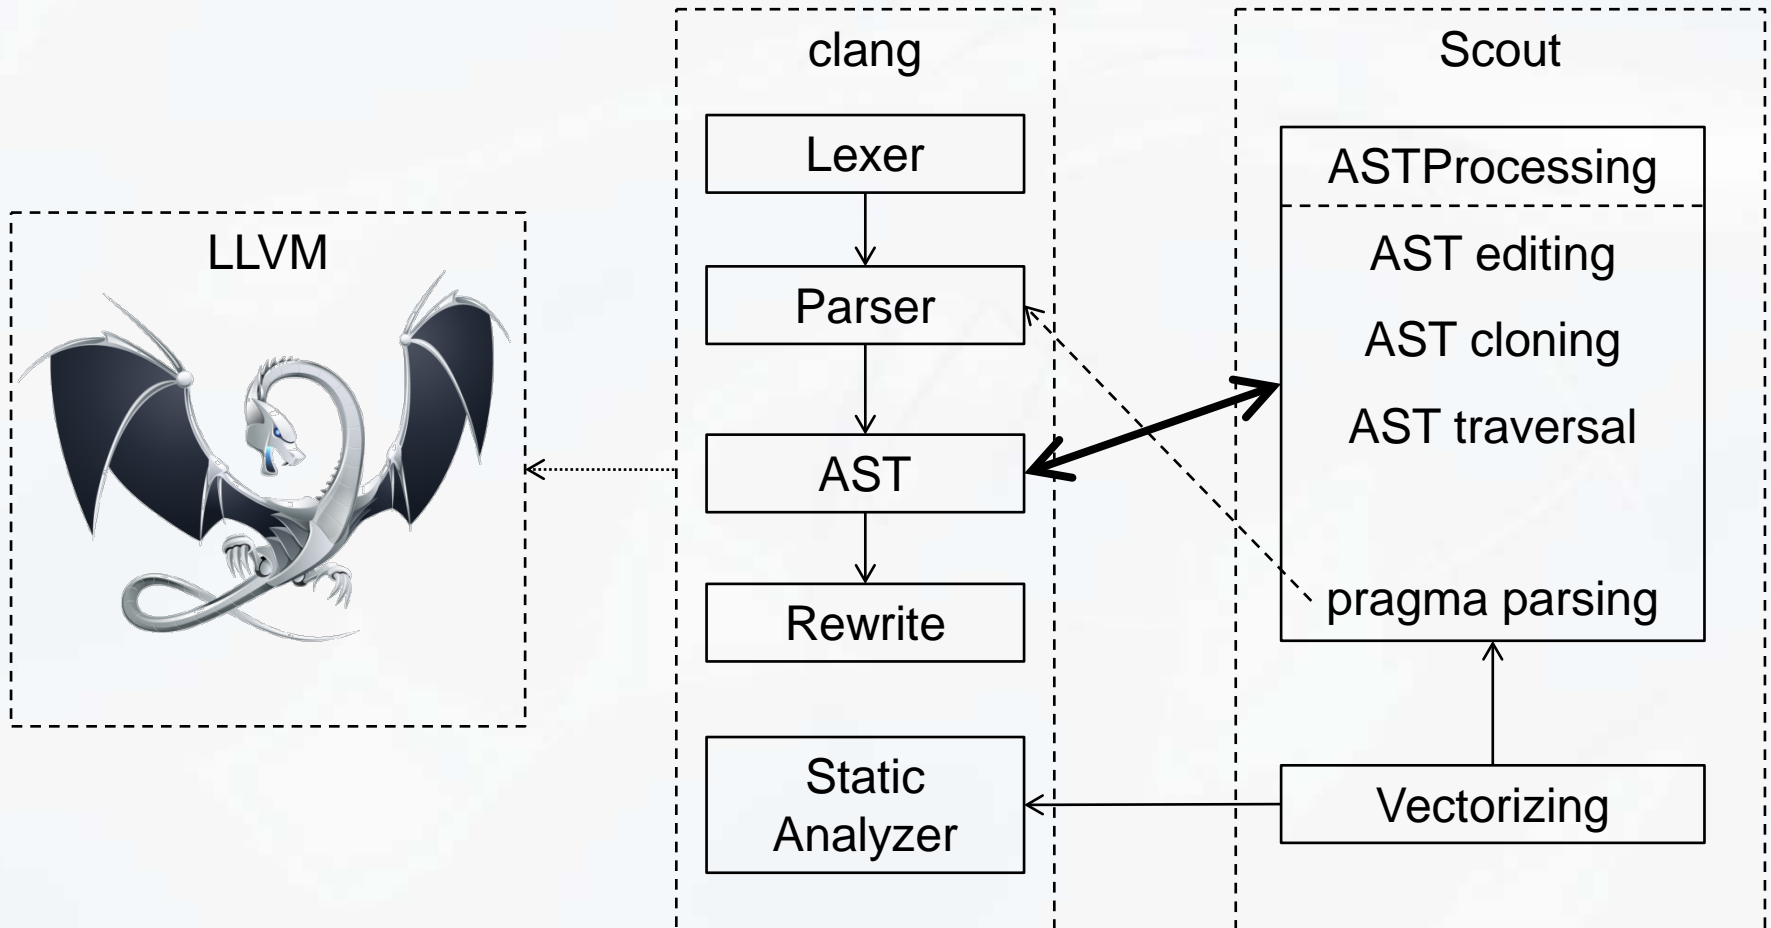 LLVM
clang
Lexer
Parser
AST
Rewrite
Static
Analyzer
Scout
ASTProcessing
AST editing
AST cloning
AST traversal
pragma parsing
Vectorizing